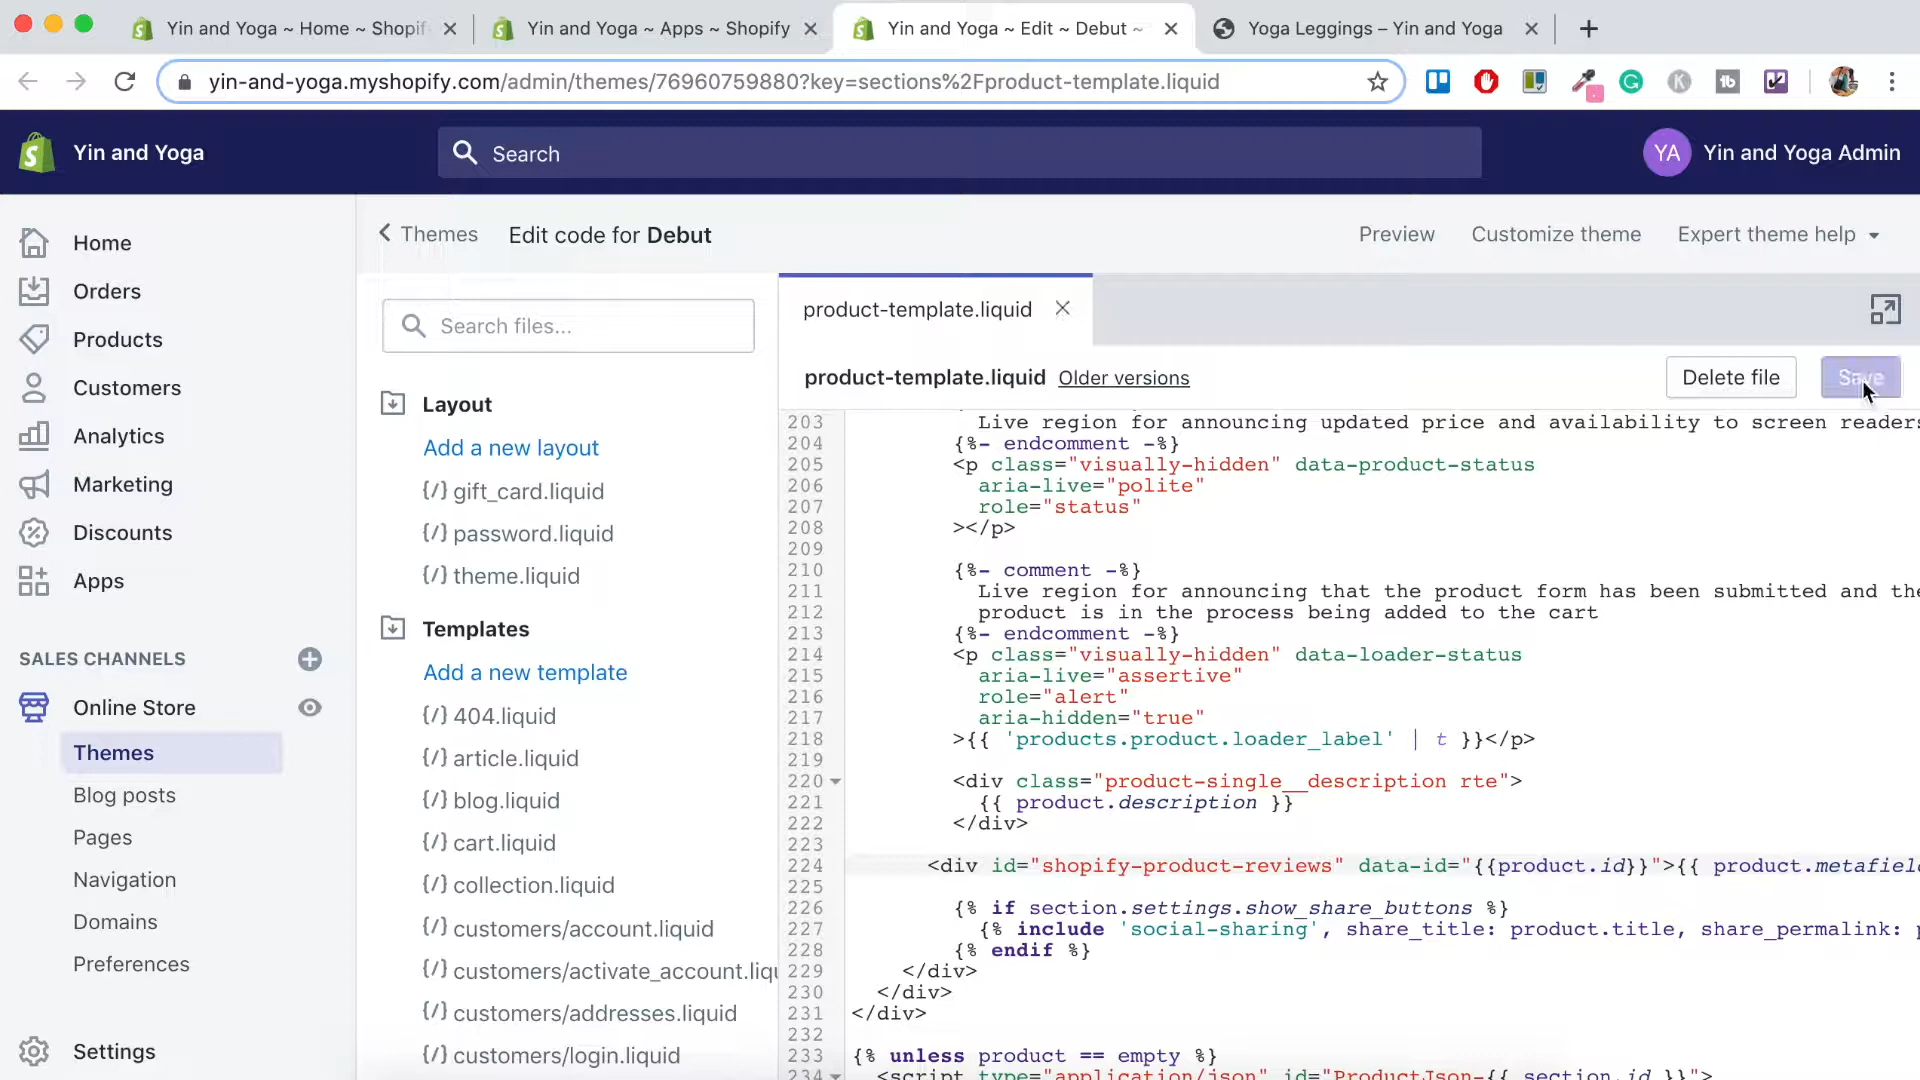 Yin and Yoga ~ Home ~ Shopif
Yin and Yoga ~ Apps ~ Shopify
Yin and Yoga ~ Edit ~ Debut ~
Yoga Leggings – Yin and Yoga
yin-and-yoga.myshopify.com/admin/themes/76960759880?key=sections%2Fproduct-template.liquid
Yin and Yoga
Search
YA
Yin and Yoga Admin
Home
Orders
Products
Customers
Analytics
Marketing
Discounts
Apps
SALES CHANNELS
Online Store
Themes
Blog posts
Pages
Navigation
Domains
Preferences
Settings
Themes
Edit code for Debut
Preview
Customize theme
Expert theme help
Search files...
Layout
Add a new layout
{/} gift_card.liquid
{/} password.liquid
{/} theme.liquid
Templates
Add a new template
{/} 404.liquid
{/} article.liquid
{/} blog.liquid
{/} cart.liquid
{/} collection.liquid
{/} customers/account.liquid
{/} customers/activate_account.liqu
{/} customers/addresses.liquid
{/} customers/login.liquid
product-template.liquid
product-template.liquid Older versions
Delete file
Save
203 Live region for announcing updated price and availability to screen readers
204 {%- endcomment -%}
205 <p class="visually-hidden" data-product-status
206 aria-live="polite"
207 role="status"
208 ></p>
209
210 {%- comment -%}
211 Live region for announcing that the product form has been submitted and the
212 product is in the process being added to the cart
213 {%- endcomment -%}
214 <p class="visually-hidden" data-loader-status
215 aria-live="assertive"
216 role="alert"
217 aria-hidden="true"
218 >{{ 'products.product.loader_label' | t }}</p>
219
220 <div class="product-single__description rte">
221 {{ product.description }}
222 </div>
223
224 <div id="shopify-product-reviews" data-id="{{product.id}}">{{ product.metafiel
225
226 {% if section.settings.show_share_buttons %}
227 {% include 'social-sharing', share_title: product.title, share_permalink: p
228 {% endif %}
229 </div>
230 </div>
231 </div>
232
233 {% unless product == empty %}
234 <script type="application/json" id="ProductJson-{{ section.id }}">